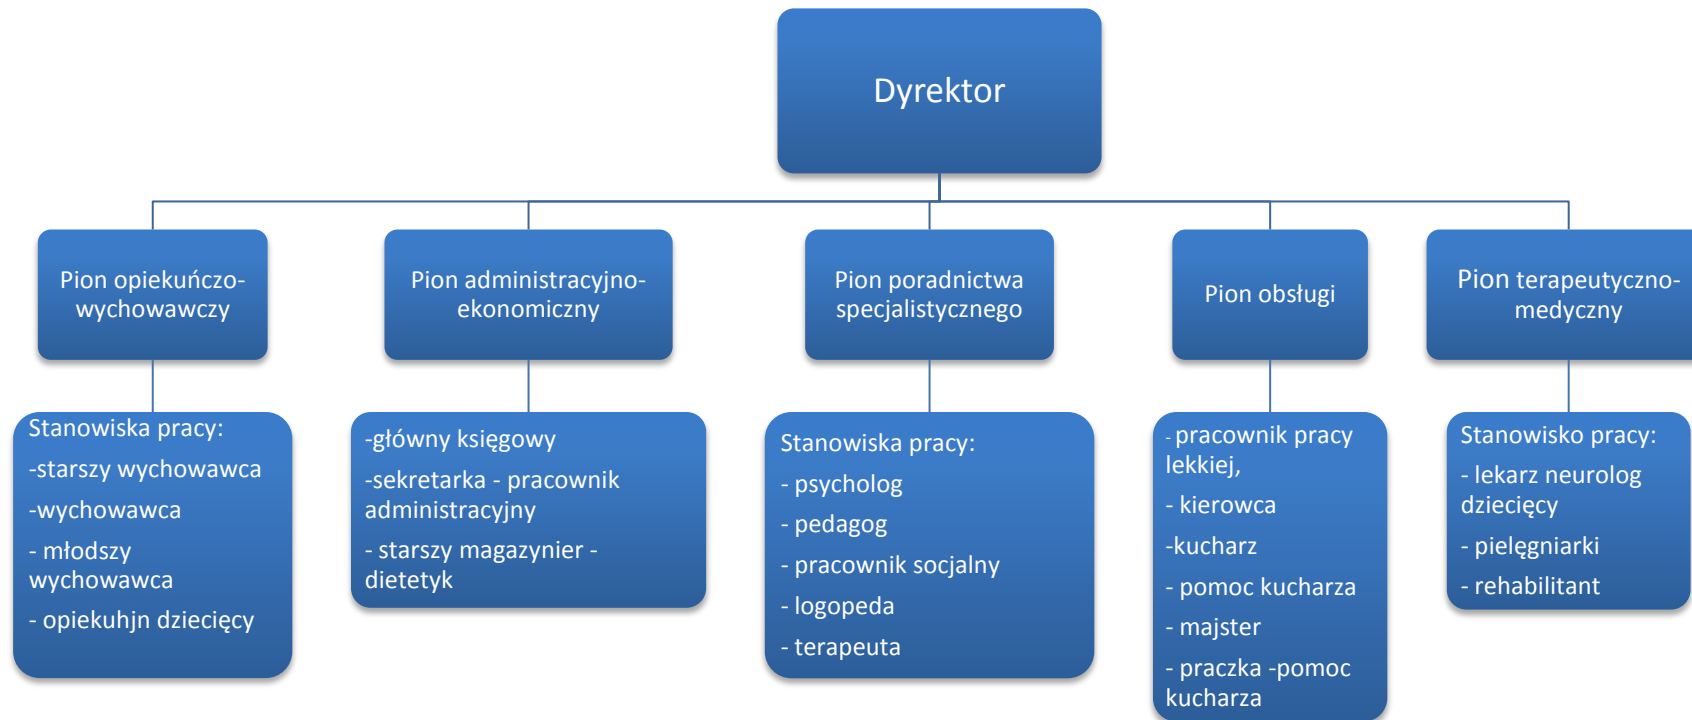 Dyrektor
Pion opiekuńczo-
wychowawczy
Pion administracyjno-
ekonomiczny
Pion poradnictwa
specjalistycznego
Pion obsługi
Pion terapeutyczno-
medyczny
Stanowiska pracy:
-starszy wychowawca
-wychowawca
- młodszy
wychowawca
- opiekuhjn dziecięcy
-główny księgowy
-sekretarka - pracownik
administracyjny
- starszy magazynier -
dietetyk
Stanowiska pracy:
- psycholog
- pedagog
- pracownik socjalny
- logopeda
- terapeuta
- pracownik pracy
lekkiej,
- kierowca
-kucharz
- pomoc kucharza
- majster
- praczka -pomoc
kucharza
Stanowisko pracy:
- lekarz neurolog
dziecięcy
- pielęgniarki
- rehabilitant